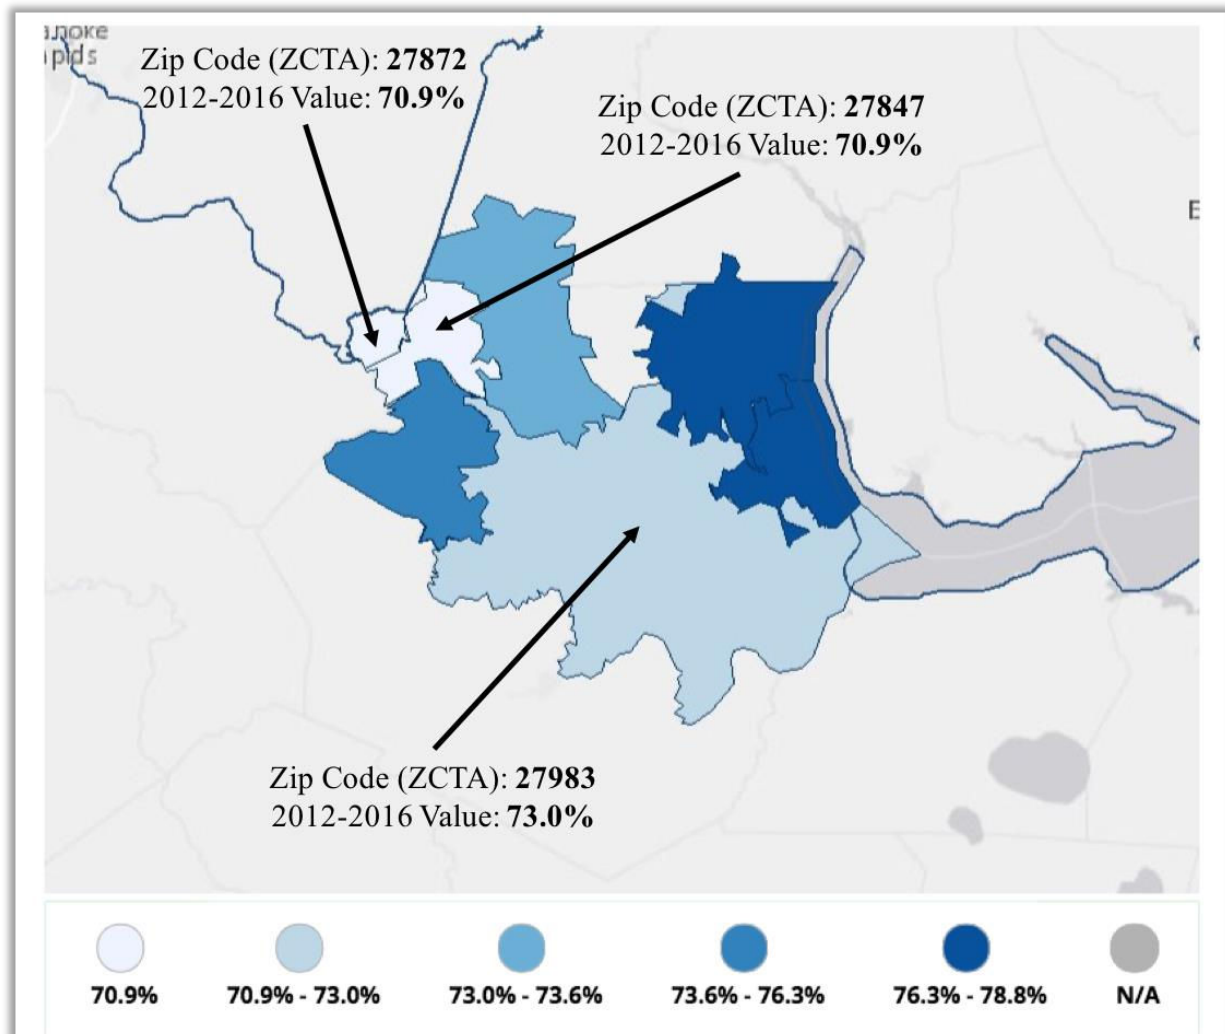 Zip Code (ZCTA): 27872
2012-2016 Value: 70.9%
Zip Code (ZCTA): 27847
2012-2016 Value: 70.9%
E
Zip Code (ZCTA): 27983
2012-2016 Value: 73.0%
70.9%
70.9% - 73.0%
73.0% - 73.6%
73.6% - 76.3%
76.3% - 78.8%
N/A